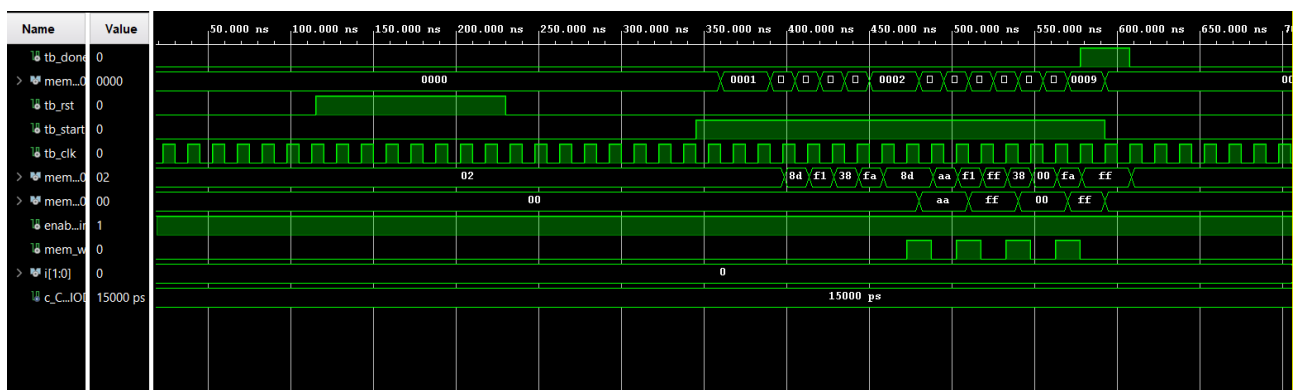 Name Value 50.000 ns 100.000 ns 150.000 ns 200.000 ns 250.000 ns 300.000 ns 350.000 ns 400.000 ns 450.000 ns 500.000 ns 550.000 ns 600.000 ns 650.000 ns
tb_done 0
mem...0 0000 0000 0001 0002 0009
tb_rst 0
tb_start 0
tb_clk 0
mem...0 02 02 8d f1 38 fa 8d aa f1 ff 38 00 fa ff
mem...0 00 00 aa ff 00 ff
enab...ir 1
mem_w 0
i[1:0] 0 0
c_C...IOD 15000 ps 15000 ps